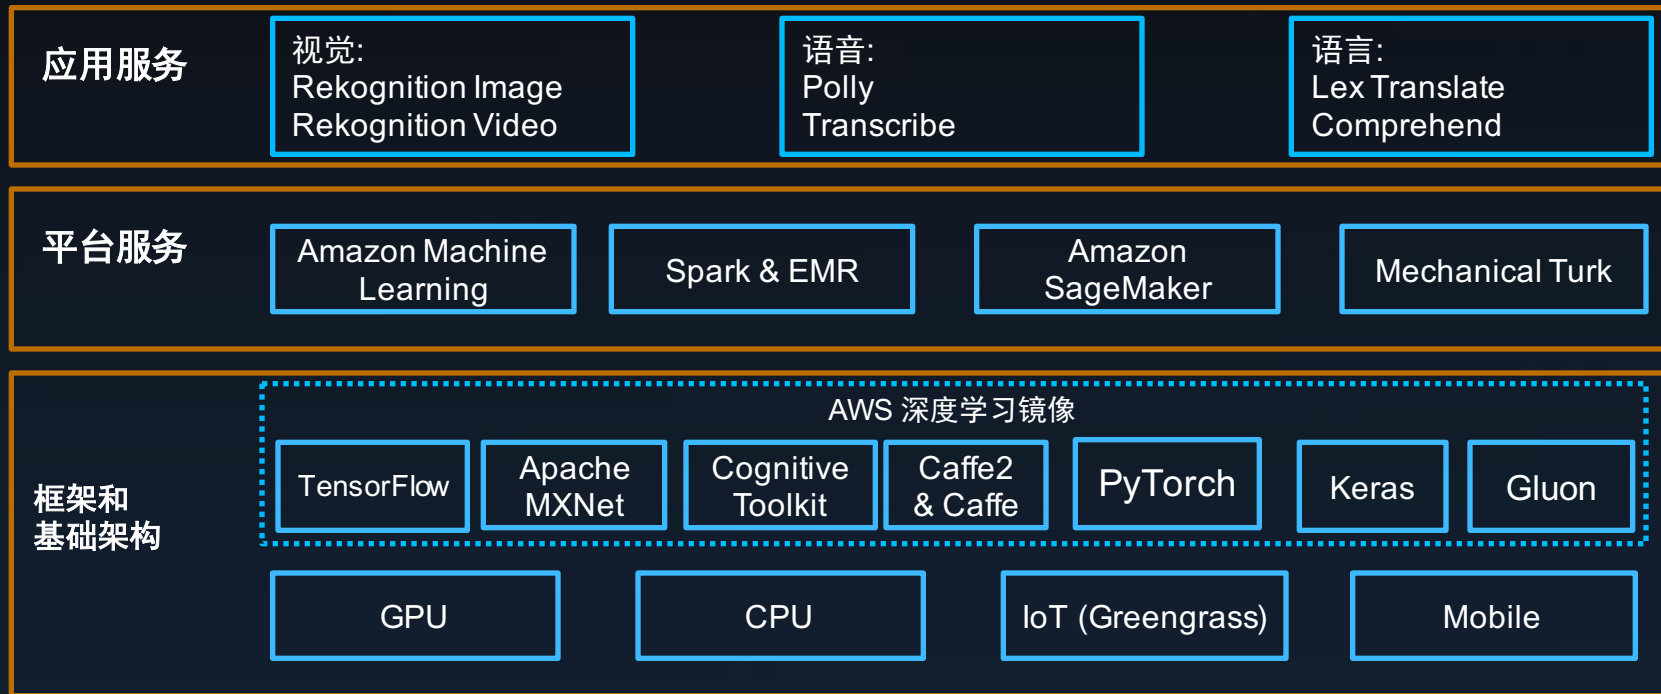 应用服务
视觉:
Rekognition Image
Rekognition Video
语音:
Polly
Transcribe
语言:
Lex Translate
Comprehend
平台服务
Amazon Machine
Learning
Spark & EMR
Amazon
SageMaker
Mechanical Turk
框架和
基础架构
AWS 深度学习镜像
TensorFlow
Apache
MXNet
Cognitive
Toolkit
Caffe2
& Caffe
PyTorch
Keras
Gluon
GPU
CPU
IoT (Greengrass)
Mobile